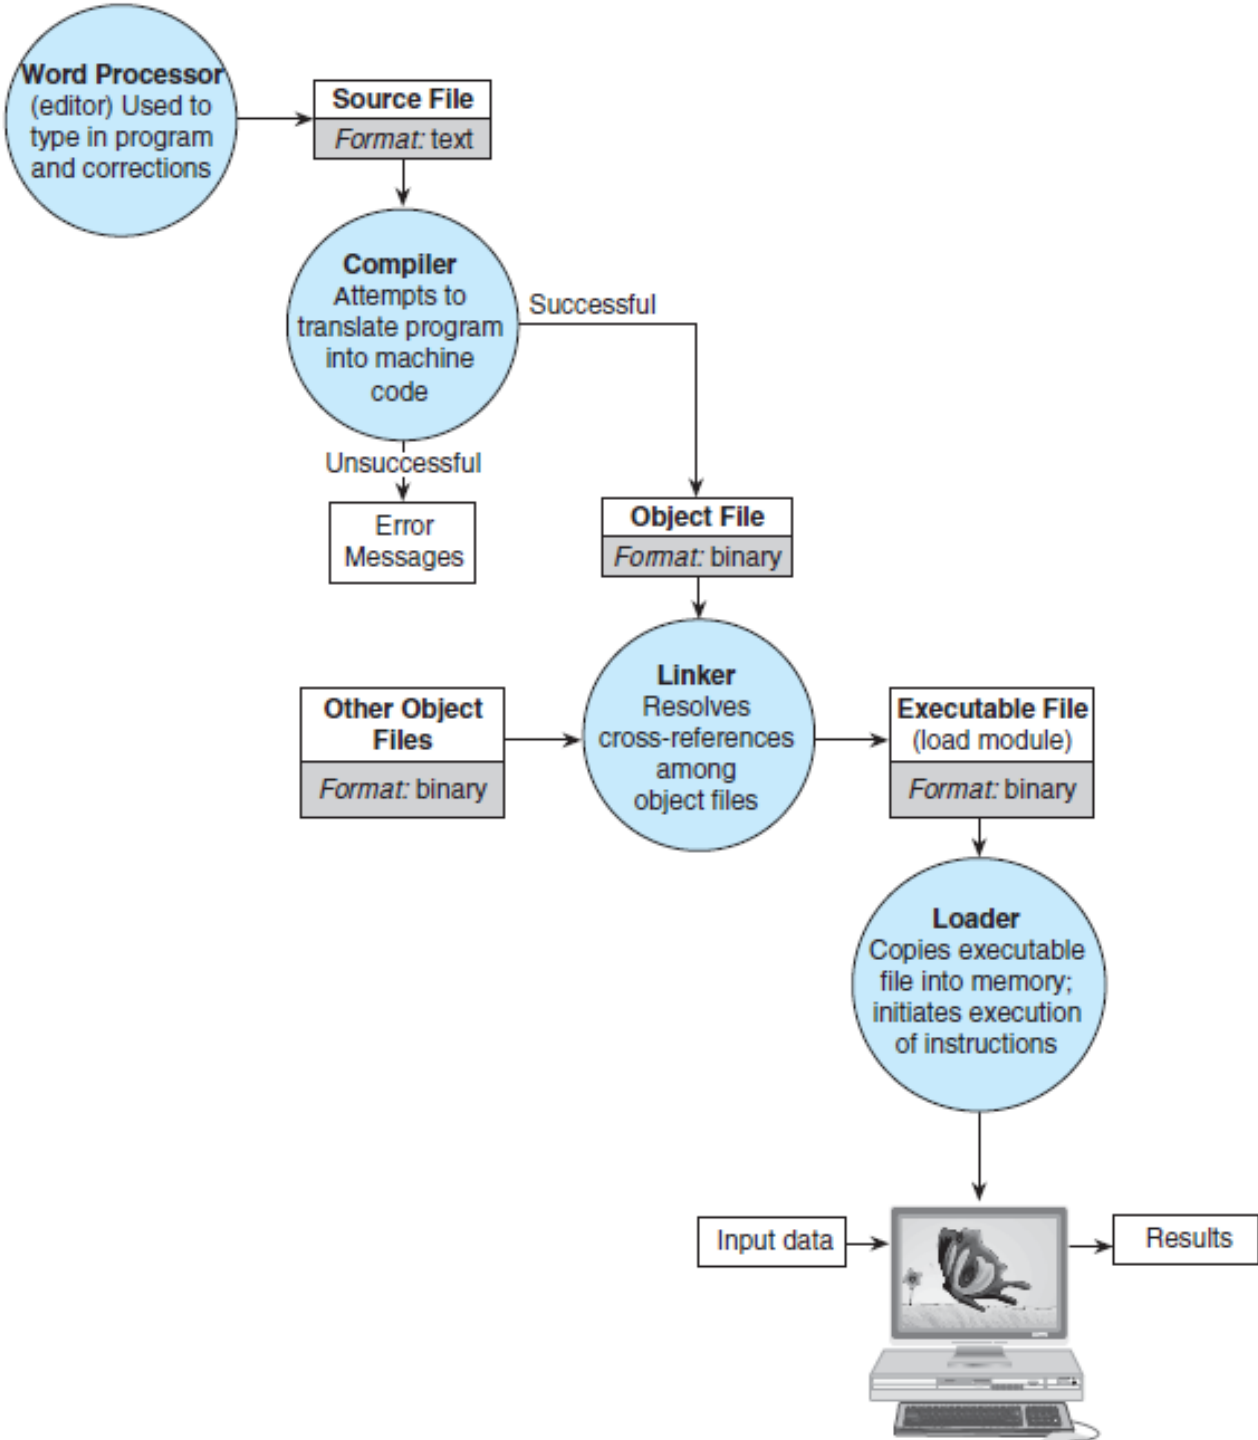 Word Processor
(editor) Used to
type in program
and corrections
Source File
Format: text
Compiler
Attempts to
translate program
into machine
code
Successful
Unsuccessful
Error
Messages
Object File
Format: binary
Linker
Resolves
cross-references
among
object files
Other Object
Files
Format: binary
Executable File
(load module)
Format: binary
Loader
Copies executable
file into memory;
initiates execution
of instructions
Input data
Results